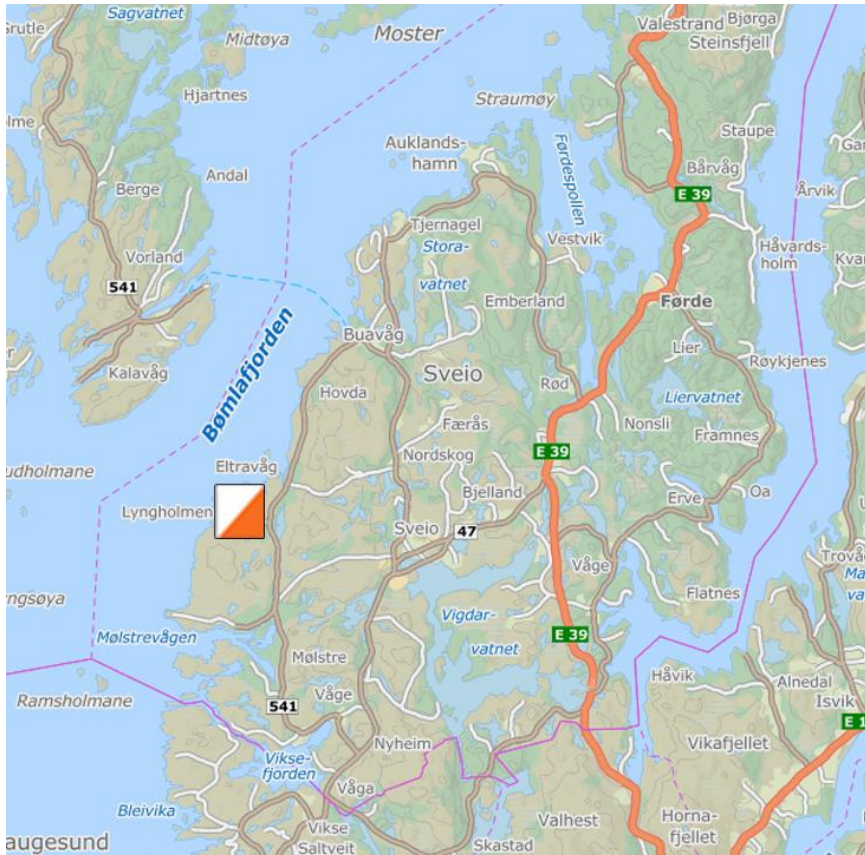 Sagvatnet
Srutle
Midtøya
Moster
Valestrand
Bjørga
Steinsfjell
Hjartnes
Straumøy
Staupe
Auklands-
hamn
Førdespollen
Bårvåg
Andal
Berge
E 39
Årvik
Tjernagel
Vestvik
Håvards-
holm
Stora-
vatnet
Vorland
541
Emberland
Førde
Buavåg
Lier
Røykjenes
Kalavåg
Bømlafjorden
Sveio
Hovda
Rød
Liervatnet
Færås
Nonsli
Framnes
Nordskog
E 39
Eltravåg
Bjelland
Erve
Oa
Lyngholmen
Sveio
47
Våge
Flatnes
Vigdar-
vatnet
E 39
Mølstrevågen
Mølstre
Håvik
Alnedal
Isvik
Ramsholmane
Våge
541
Nyheim
Vikafjellet
Vikse-
fjorden
Våga
Bleivika
Valhest
Horna-
fjellet
Vikse
Saltveit
Skastad